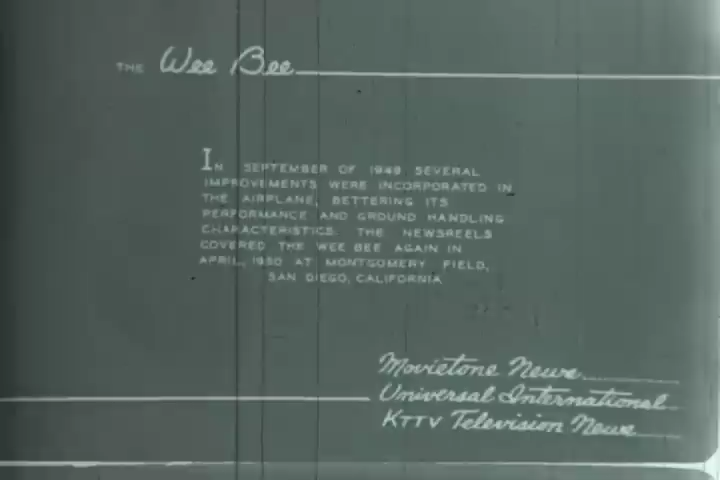 THE Wee Bee
IN SEPTEMBER OF 1949 SEVERAL
IMPROVEMENTS WERE INCORPORATED IN
THE AIRPLANE, BETTERING ITS
PERFORMANCE AND GROUND HANDLING
CHARACTERISTICS. THE NEWSREELS
COVERED THE WEE BEE AGAIN IN
APRIL, 1950 AT MONTGOMERY FIELD,
SAN DIEGO, CALIFORNIA
Movietone News
Universal International
KTTV Television News